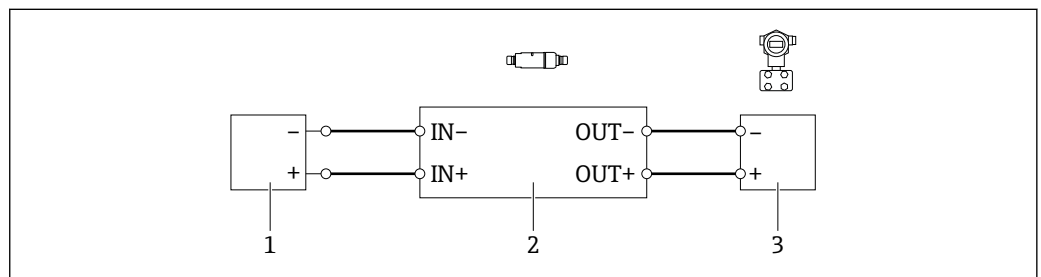 − IN− OUT− −
+ IN+ OUT+ +
1 2 3